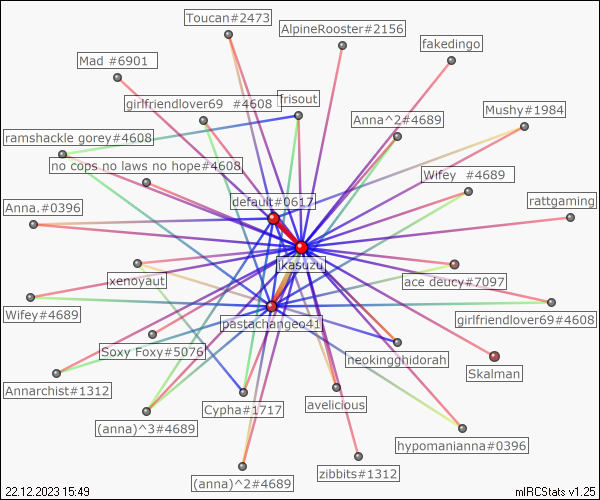 Toucan#2473
AlpineRooster#2156
fakedingo
Mad #6901
girlfriendlover69 #4608
frisout
Mushy#1984
Anna^2#4689
ramshackle gorey#4608
no cops no laws no hope#4608
Wifey #4689
default#0617
rattgaming
Anna.#0396
ikasuzu
xenoyaut
ace deucy#7097
Wifey#4689
pastachangeo41
girlfriendlover69#4608
Soxy Foxy#5076
neokingghidorah
Skalman
Annarchist#1312
Cypha#1717
avelicious
(anna)^3#4689
hypomanianna#0396
zibbits#1312
(anna)^2#4689
22.12.2023 15:49
mIRCStats v1.25